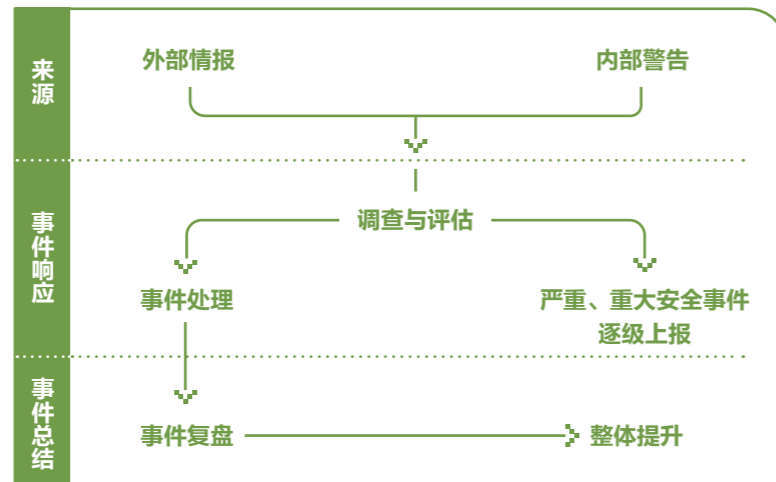 来源
外部情报
内部警告
事件响应
调查与评估
事件处理
严重、重大安全事件
逐级上报
事件总结
事件复盘
整体提升